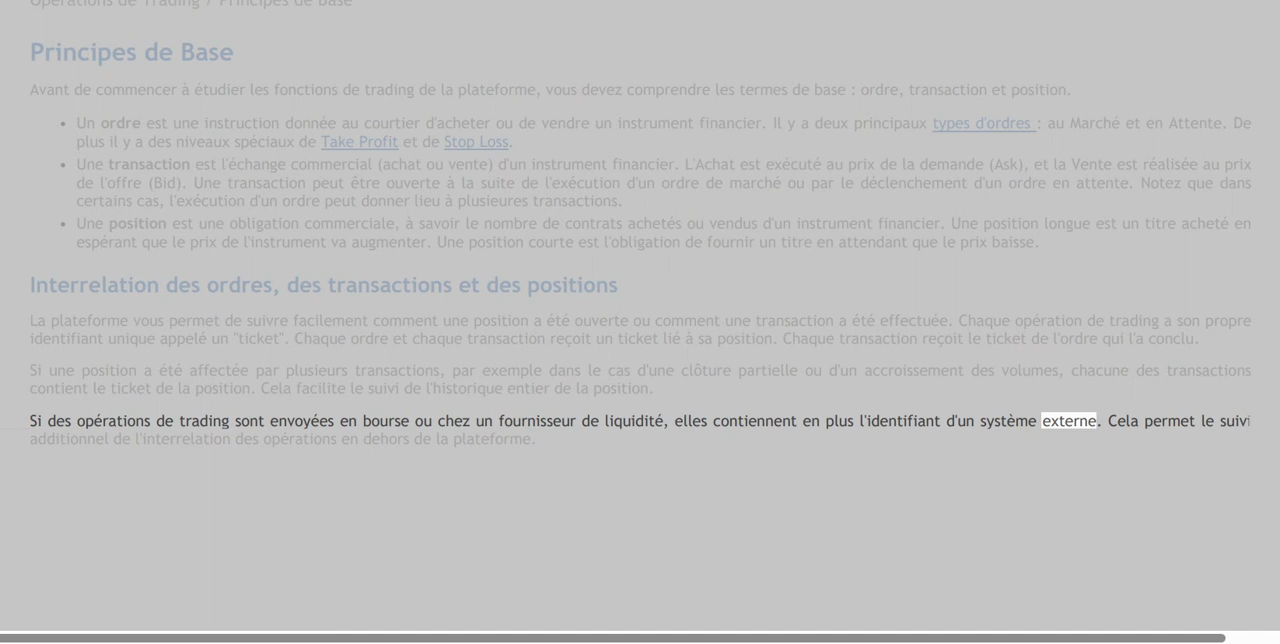 Opérations de Trading / Principes de Base
Principes de Base
Avant de commencer à étudier les fonctions de trading de la plateforme, vous devez comprendre les termes de base : ordre, transaction et position.
• Un ordre est une instruction donnée au courtier d'acheter ou de vendre un instrument financier. Il y a deux principaux types d'ordres : au Marché et en Attente. De
plus il y a des niveaux spéciaux de Take Profit et de Stop Loss.
• Une transaction est l'échange commercial (achat ou vente) d'un instrument financier. L'Achat est exécuté au prix de la demande (Ask), et la Vente est réalisée au prix
de l'offre (Bid). Une transaction peut être ouverte à la suite de l'exécution d'un ordre de marché ou par le déclenchement d'un ordre en attente. Notez que dans
certains cas, l'exécution d'un ordre peut donner lieu à plusieures transactions.
• Une position est une obligation commerciale, à savoir le nombre de contrats achetés ou vendus d'un instrument financier. Une position longue est un titre acheté en
espérant que le prix de l'instrument va augmenter. Une position courte est l'obligation de fournir un titre en attendant que le prix baisse.
Interrelation des ordres, des transactions et des positions
La plateforme vous permet de suivre facilement comment une position a été ouverte ou comment une transaction a été effectuée. Chaque opération de trading a son propre
identifiant unique appelé un "ticket". Chaque ordre et chaque transaction reçoit un ticket lié à sa position. Chaque transaction reçoit le ticket de l'ordre qui l'a conclu.
Si une position a été affectée par plusieurs transactions, par exemple dans le cas d'une clôture partielle ou d'un accroissement des volumes, chacune des transactions
contient le ticket de la position. Cela facilite le suivi de l'historique entier de la position.
Si des opérations de trading sont envoyées en bourse ou chez un fournisseur de liquidité, elles contiennent en plus l'identifiant d'un système externe. Cela permet le suivi
additionnel de l'interrelation des opérations en dehors de la plateforme.